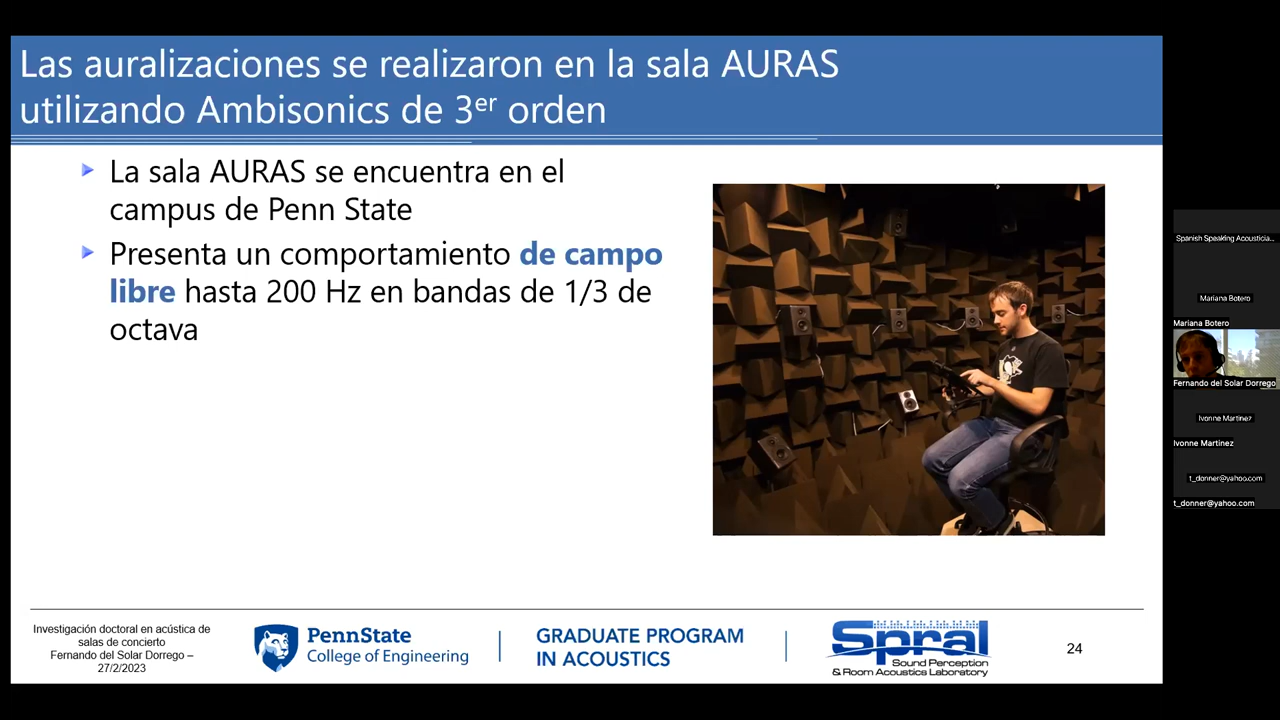 Las auralizaciones se realizaron en la sala AURAS
utilizando Ambisonics de 3er orden
La sala AURAS se encuentra en el
campus de Penn State
Presenta un comportamiento de campo
libre hasta 200 Hz en bandas de 1/3 de
octava
Investigación doctoral en acústica de
salas de concierto
Fernando del Solar Dorrego –
27/2/2023
PennState
College of Engineering
GRADUATE PROGRAM
IN ACOUSTICS
Spral
Sound Perception
& Room Acoustics Laboratory
24
Spanish Speaking Acousticia...
Mariana Botero
Mariana Botero
Fernando del Solar Dorrego
Ivonne Martinez
Ivonne Martinez
t_donner@yahoo.com
t_donner@yahoo.com